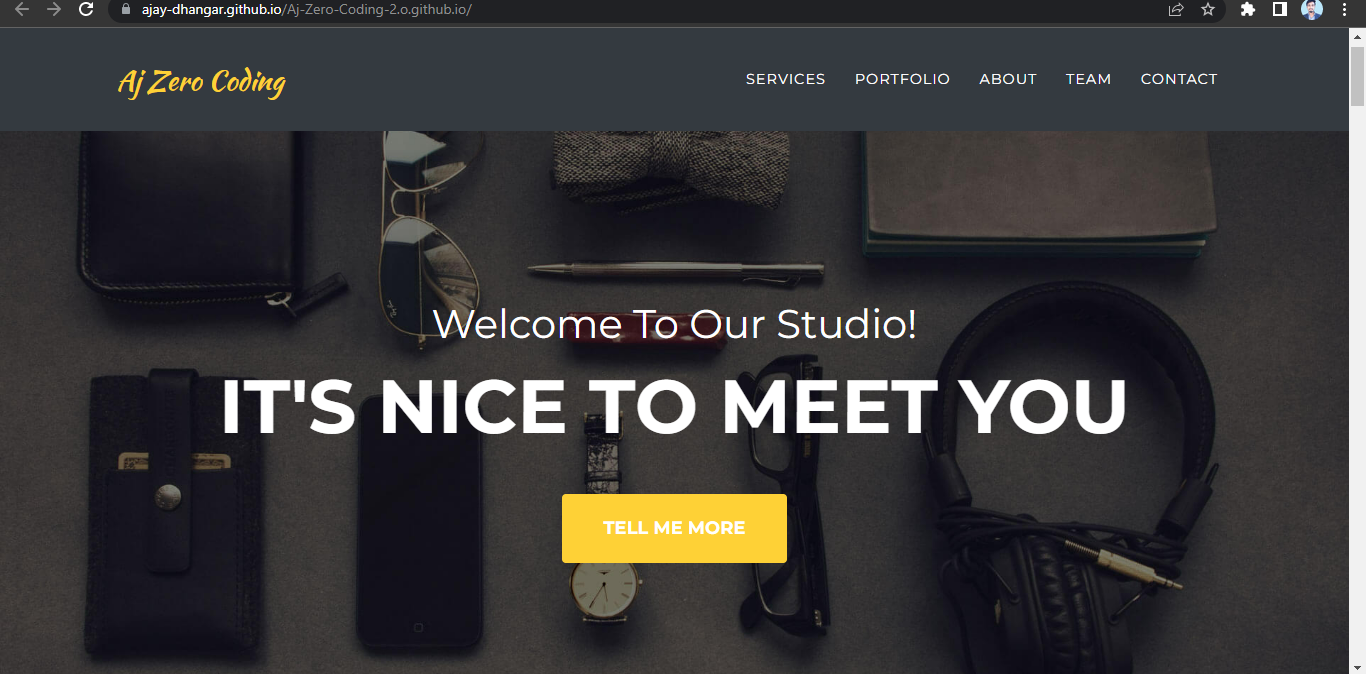 ajay-dhangar.github.io/Aj-Zero-Coding-2.o.github.io/
Aj Zero Coding
SERVICES PORTFOLIO ABOUT TEAM CONTACT
Welcome To Our Studio!
IT'S NICE TO MEET YOU
TELL ME MORE